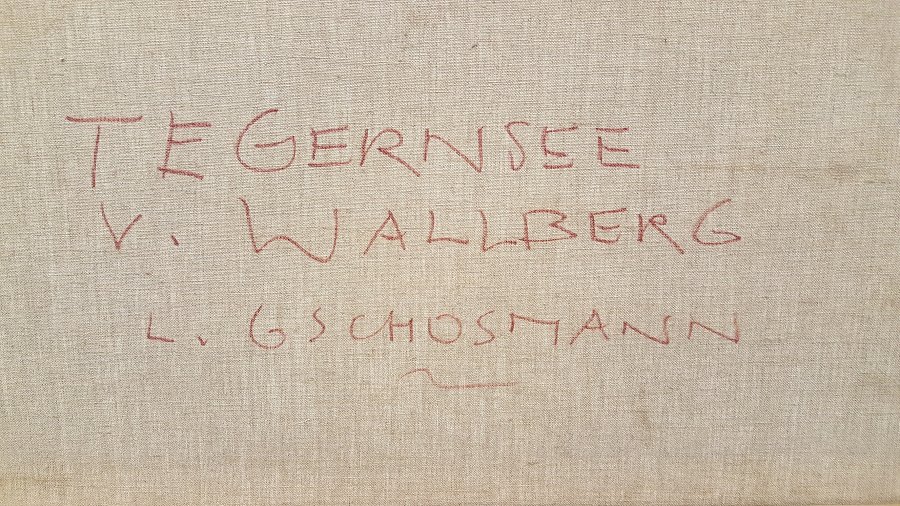 TEGERNSEE
V. WALLBERG
L. GSCHOSMANN